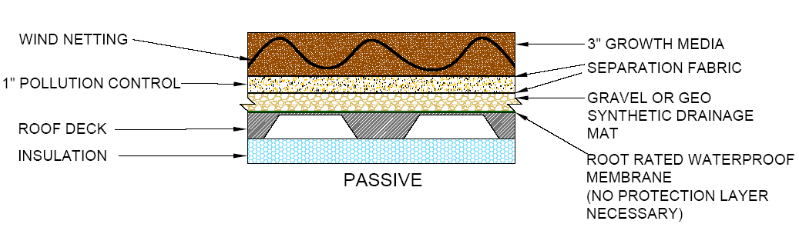 WIND NETTING
1" POLLUTION CONTROL
ROOF DECK
INSULATION
3" GROWTH MEDIA
SEPARATION FABRIC
GRAVEL OR GEO
SYNTHETIC DRAINAGE
MAT
ROOT RATED WATERPROOF
MEMBRANE
(NO PROTECTION LAYER
NECESSARY)
PASSIVE